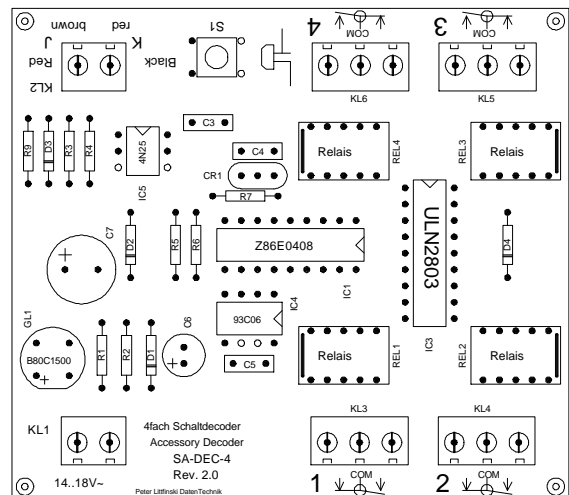 brown red
J K
Red
KL2
Black
S1
4
COM
3
COM
KL6
KL5
C3
C4
CR1
R7
R9
D3
R3
R4
4N25
IC5
Relais
REL4
REL3
Relais
C7
D2
R5
R6
Z86E0408
IC1
ULN2803
IC3
D4
GL1
B80C1500
R1
R2
D1
C6
93C06
IC4
C5
Relais
REL1
REL2
Relais
KL1
14..18V~
4fach Schaltdecoder
Accessory Decoder
SA-DEC-4
Rev. 2.0
Peter Littfinski DatenTechnik
KL3
KL4
1
COM
2
COM